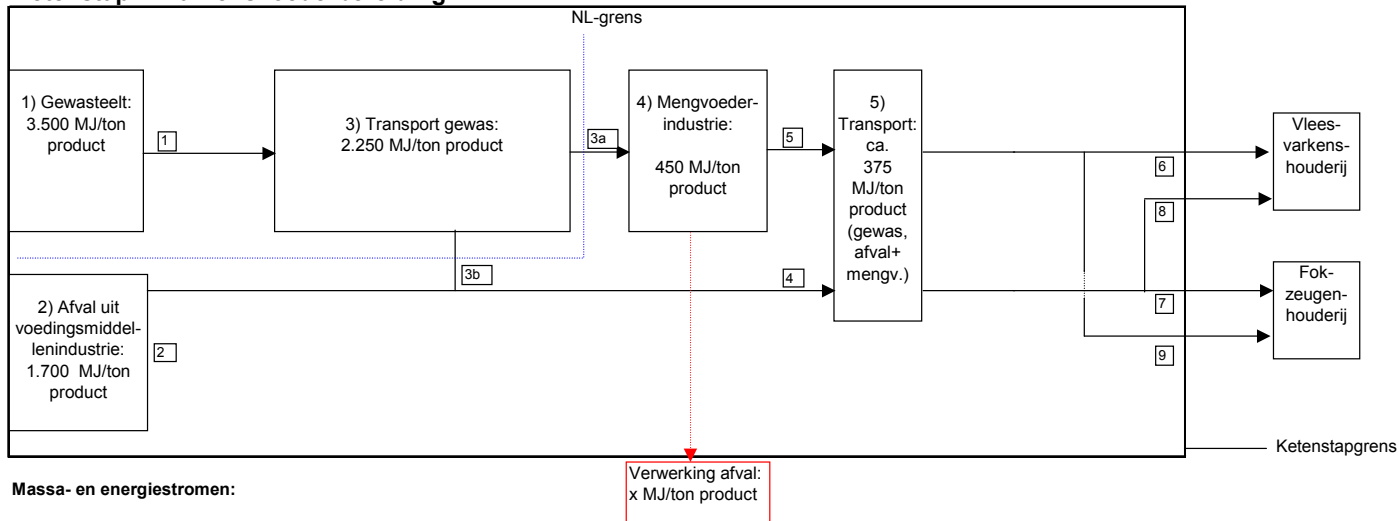 NL-grens
1) Gewasteelt:
3.500 MJ/ton
product
1
3) Transport gewas:
2.250 MJ/ton product
3a
4) Mengvoeder-
industrie:
450 MJ/ton
product
5
5)
Transport:
ca.
375
MJ/ton
product
(gewas,
afval+
mengv.)
6
8
Vlees-
varkens-
houderij
3b
4
7
9
Fok-
zeugen-
houderij
2) Afval uit
voedingsmiddel-
lenindustrie:
1.700 MJ/ton
product
2
Ketenstapgrens
Verwerking afval:
x MJ/ton product
Massa- en energiestromen: